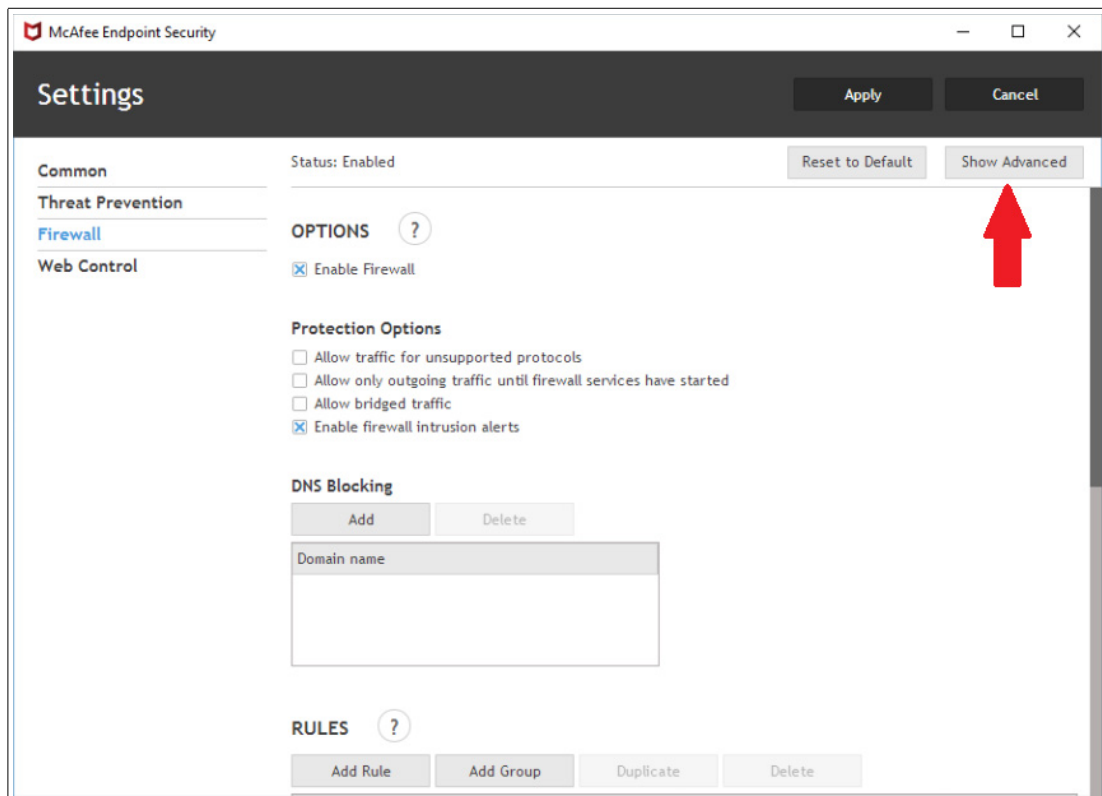 McAfee Endpoint Security
Settings
Apply
Cancel
Common
Threat Prevention
Firewall
Web Control
Status: Enabled
Reset to Default
Show Advanced
OPTIONS ?
Enable Firewall
Protection Options
Allow traffic for unsupported protocols
Allow only outgoing traffic until firewall services have started
Allow bridged traffic
Enable firewall intrusion alerts
DNS Blocking
Add
Delete
Domain name
RULES ?
Add Rule
Add Group
Duplicate
Delete